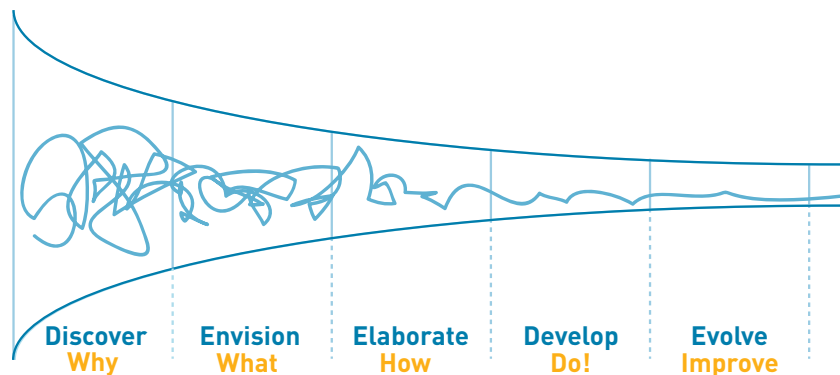 Discover
Why
Envision
What
Elaborate
How
Develop
Do!
Evolve
Improve